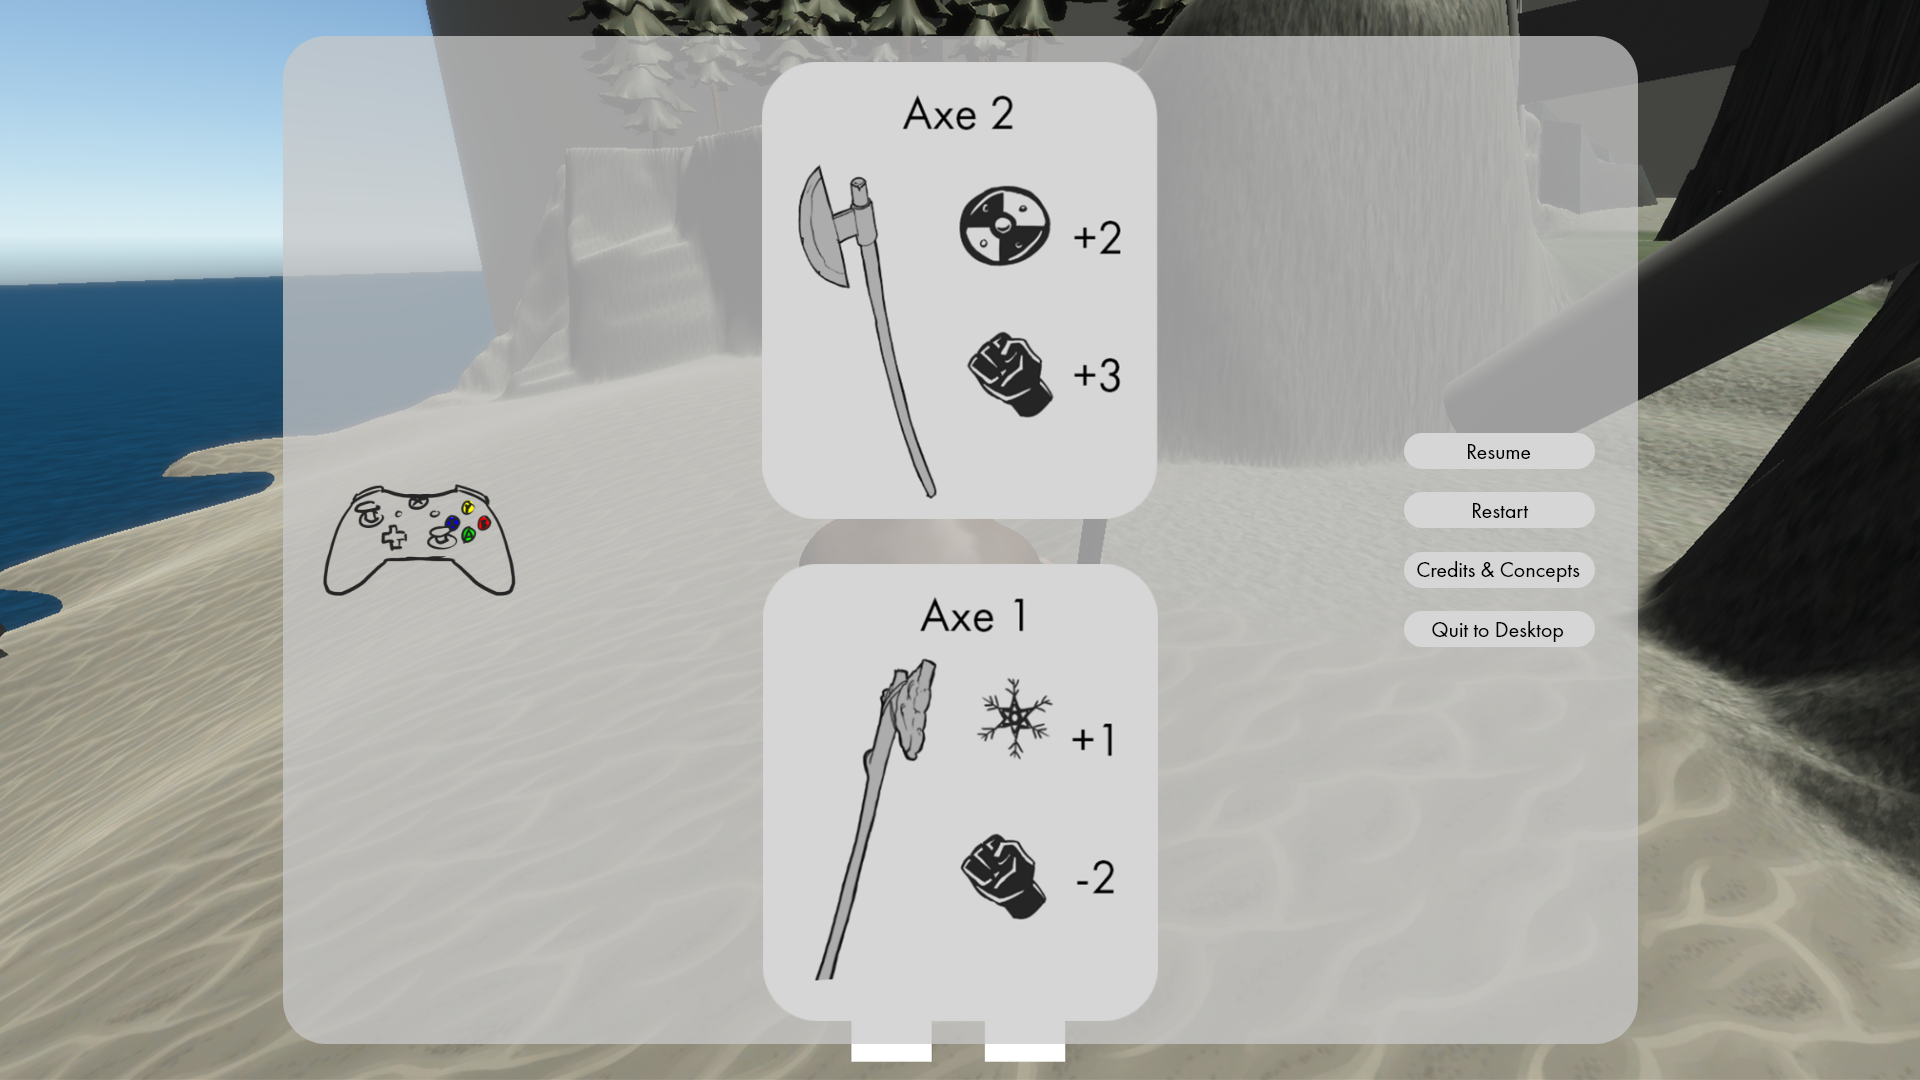 Axe 2
+2
+3
Axe 1
+1
-2
Y
A
Resume
Restart
Credits & Concepts
Quit to Desktop